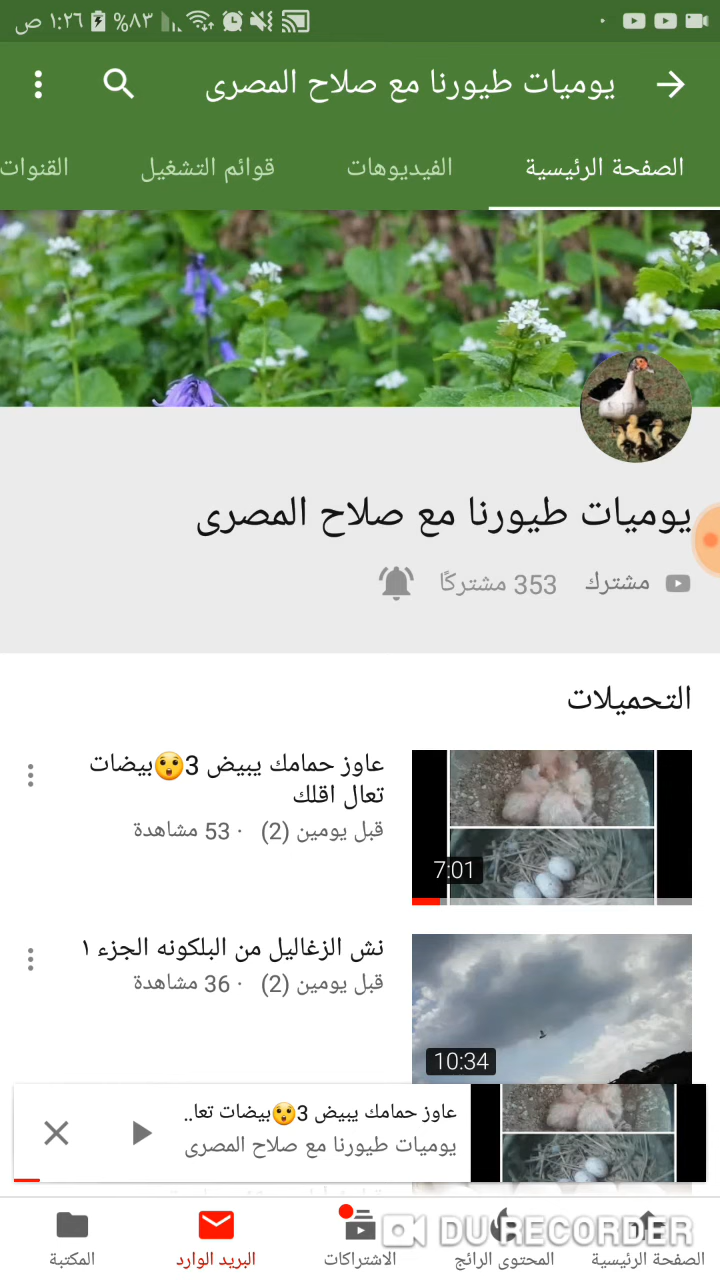 ١:٢٦ ص
%٨٣
يوميات طيورنا مع صلاح المصرى
الصفحة الرئيسية
الفيديوهات
قوائم التشغيل
القنوات
يوميات طيورنا مع صلاح المصرى
مشترك 353 مشتركًا
التحميلات
عاوز حمامك يبيض 3😲بيضات
تعال اقلك
قبل يومين (2) · 53 مشاهدة
7:01
نش الزغاليل من البلكونه الجزء ١
قبل يومين (2) · 36 مشاهدة
10:34
عاوز حمامك يبيض 3😲بيضات تعا..
يوميات طيورنا مع صلاح المصرى
DU RECORDER
الصفحة الرئيسية
المحتوى الرائج
الاشتراكات
البريد الوارد
المكتبة